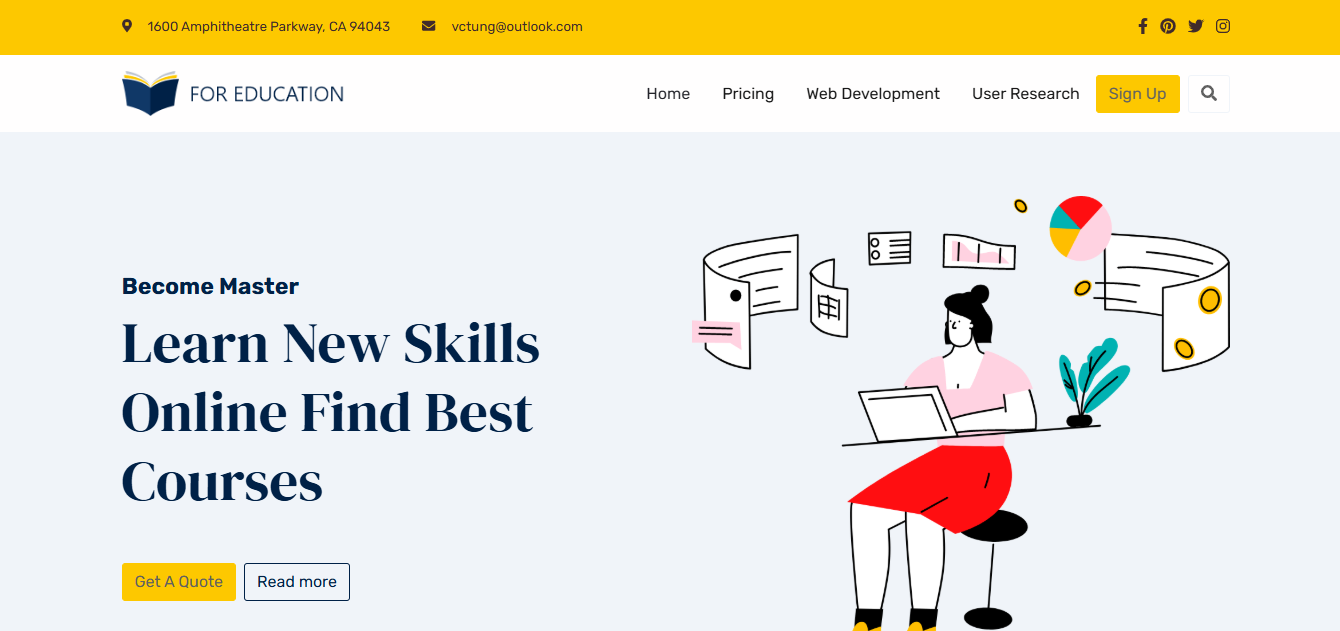 1600 Amphitheatre Parkway, CA 94043
vctung@outlook.com
FOR EDUCATION
Home
Pricing
Web Development
User Research
Sign Up
Become Master
Learn New Skills
Online Find Best
Courses
Get A Quote
Read more